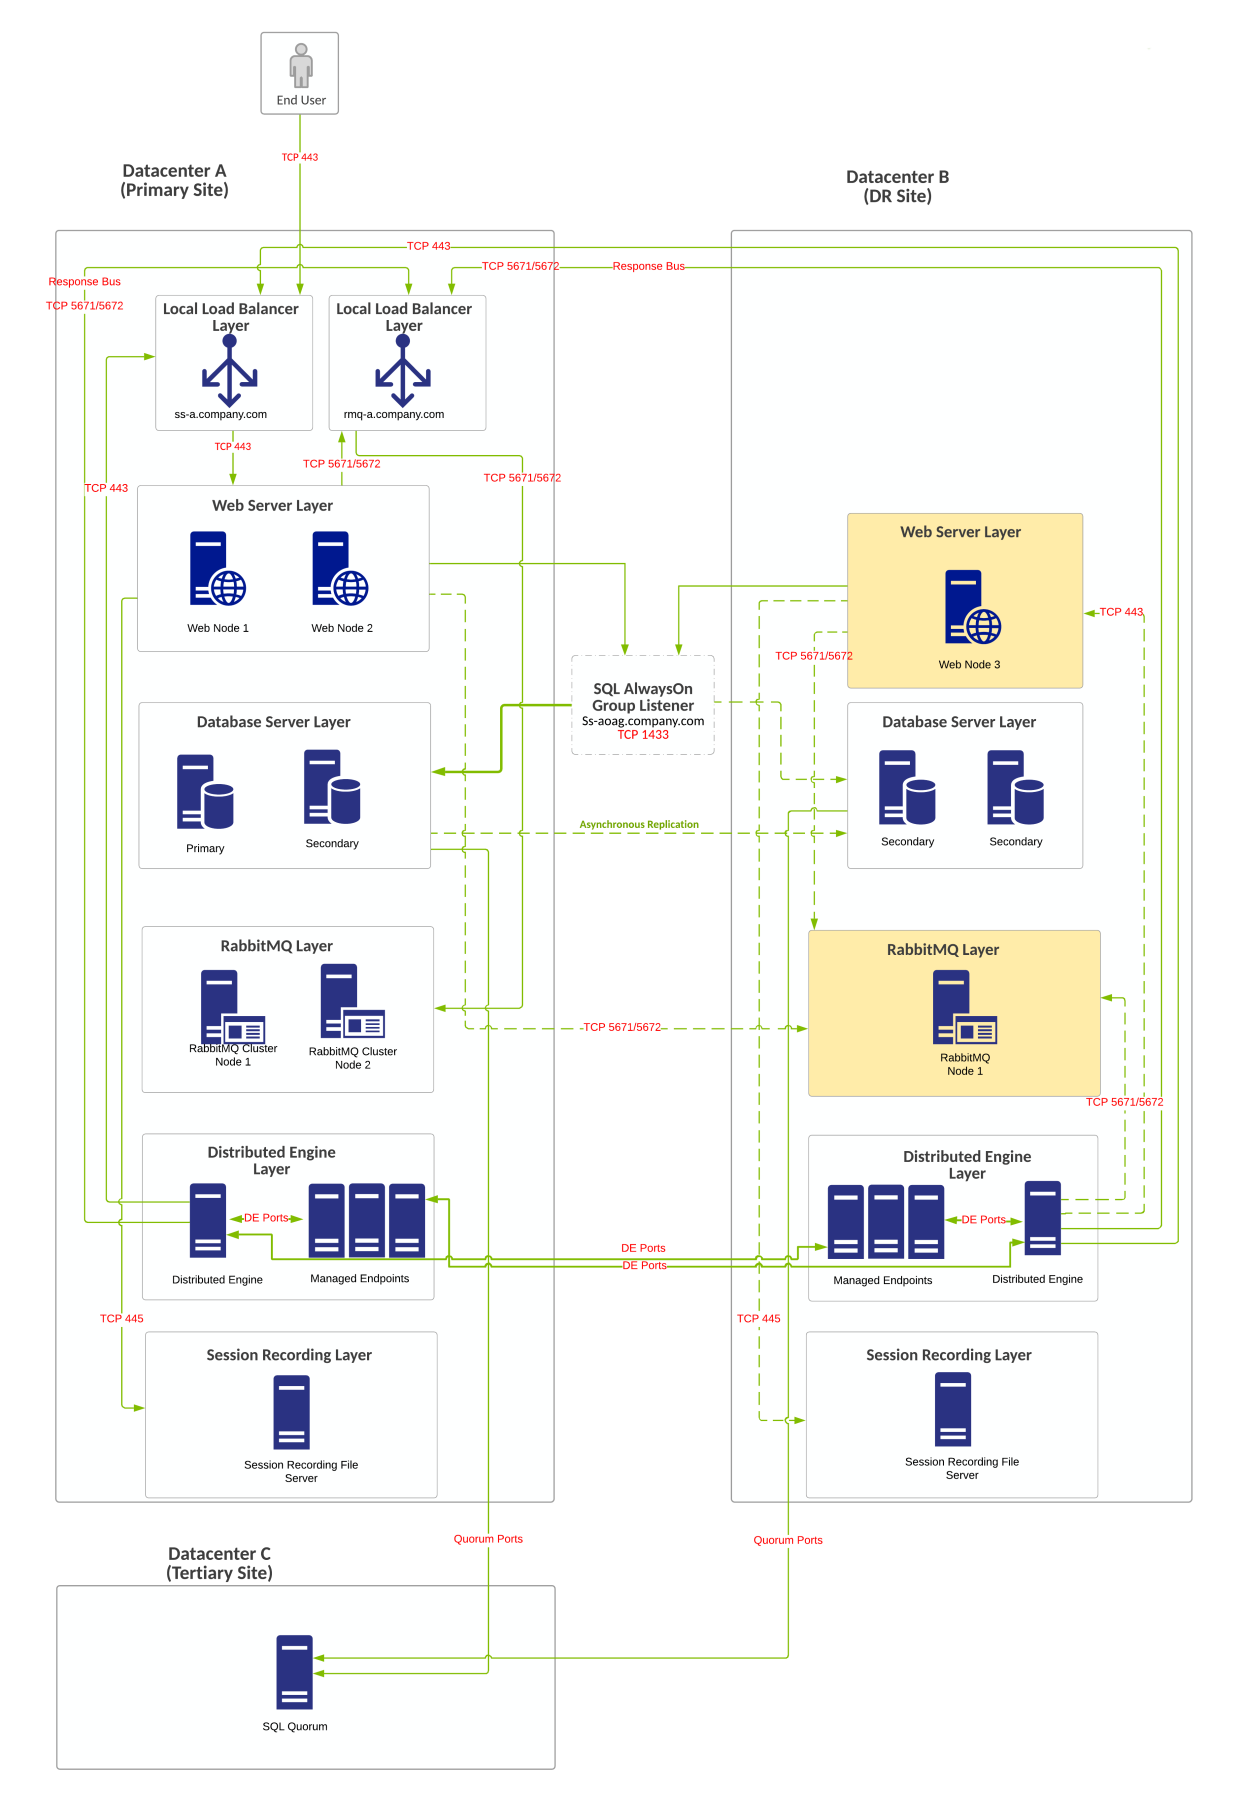 End User
TCP 443
Datacenter A
(Primary Site)
Datacenter B
(DR Site)
TCP 443
TCP 5671/5672
Response Bus
Response Bus
TCP 5671/5672
Local Load Balancer
Layer
ss-a.company.com
Local Load Balancer
Layer
rmq-a.company.com
TCP 443
TCP 5671/5672
TCP 5671/5672
TCP 443
Web Server Layer
Web Node 1
Web Node 2
Web Server Layer
Web Node 3
TCP 443
TCP 5671/5672
SQL AlwaysOn
Group Listener
Ss-aoag.company.com
TCP 1433
Database Server Layer
Primary
Secondary
Database Server Layer
Secondary
Secondary
Asynchronous Replication
RabbitMQ Layer
RabbitMQ Cluster
Node 1
RabbitMQ Cluster
Node 2
TCP 5671/5672
RabbitMQ Layer
RabbitMQ
Node 1
TCP 5671/5672
Distributed Engine
Layer
DE Ports
Distributed Engine
Managed Endpoints
DE Ports
DE Ports
Distributed Engine
Layer
DE Ports
Managed Endpoints
Distributed Engine
TCP 445
TCP 445
Session Recording Layer
Session Recording File
Server
Session Recording Layer
Session Recording File
Server
Quorum Ports
Quorum Ports
Datacenter C
(Tertiary Site)
SQL Quorum